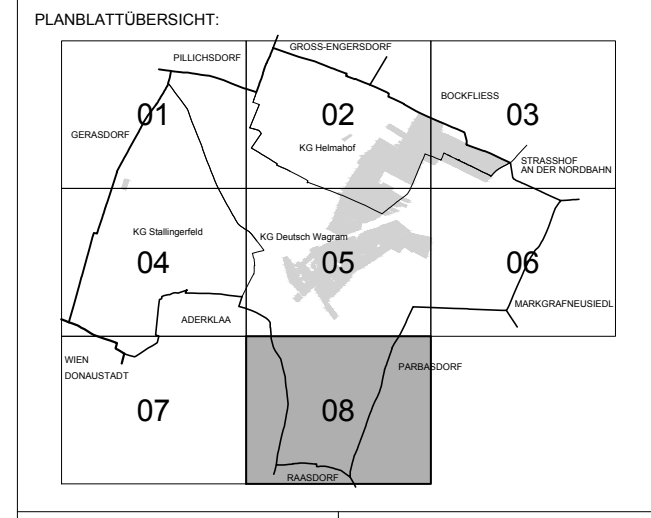 PLANBLATTÜBERSICHT:
PILLICHSDORF
GROSS-ENGERSDORF
BOCKFLIESS
01
02
03
GERASDORF
KG Helmahof
STRASSHOF
AN DER NORDBAHN
KG Stallingerfeld
KG Deutsch Wagram
04
05
06
MARKGRAFNEUSIEDL
ADERKLAA
WIEN
DONAUSTADT
PARBASDORF
07
08
RAASDORF